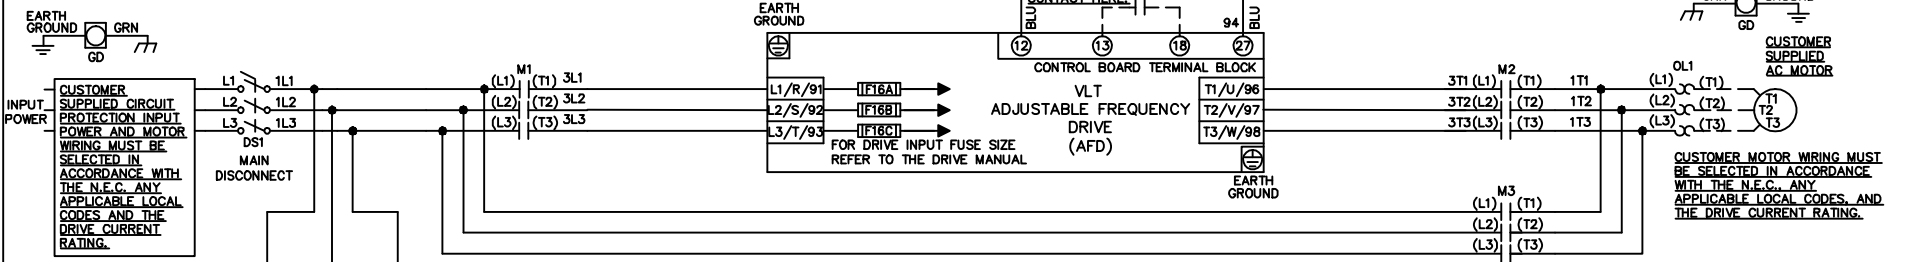 EARTH
GROUND
GRN
GD
INPUT
POWER
CUSTOMER
SUPPLIED CIRCUIT
PROTECTION INPUT
POWER AND MOTOR
WIRING MUST BE
SELECTED IN
ACCORDANCE WITH
THE N.E.C. ANY
APPLICABLE LOCAL
CODES AND THE
DRIVE CURRENT
RATING.
L1 1L1
L2 1L2
L3 1L3
DS1
MAIN
DISCONNECT
M1
(L1) (T1) 3L1
(L2) (T2) 3L2
(L3) (T3) 3L3
EARTH
GROUND
BLU
94
BLU
12 13 18 27
CONTROL BOARD TERMINAL BLOCK
L1/R/91 F16A
L2/S/92 F16B
L3/T/93 F16C
FOR DRIVE INPUT FUSE SIZE
REFER TO THE DRIVE MANUAL
VLT
ADJUSTABLE FREQUENCY
DRIVE
(AFD)
T1/U/96
T2/V/97
T3/W/98
EARTH
GROUND
M2
3T1 (L1) (T1) 1T1
3T2(L2) (T2) 1T2
3T3(L3) (T3) 1T3
M3
(L1) (T1)
(L2) (T2)
(L3) (T3)
GD
CUSTOMER
SUPPLIED
AC MOTOR
OL1
(L1) (T1)
(L2) (T2)
(L3) (T3)
T1
T2
T3
CUSTOMER MOTOR WIRING MUST
BE SELECTED IN ACCORDANCE
WITH THE N.E.C., ANY
APPLICABLE LOCAL CODES, AND
THE DRIVE CURRENT RATING.